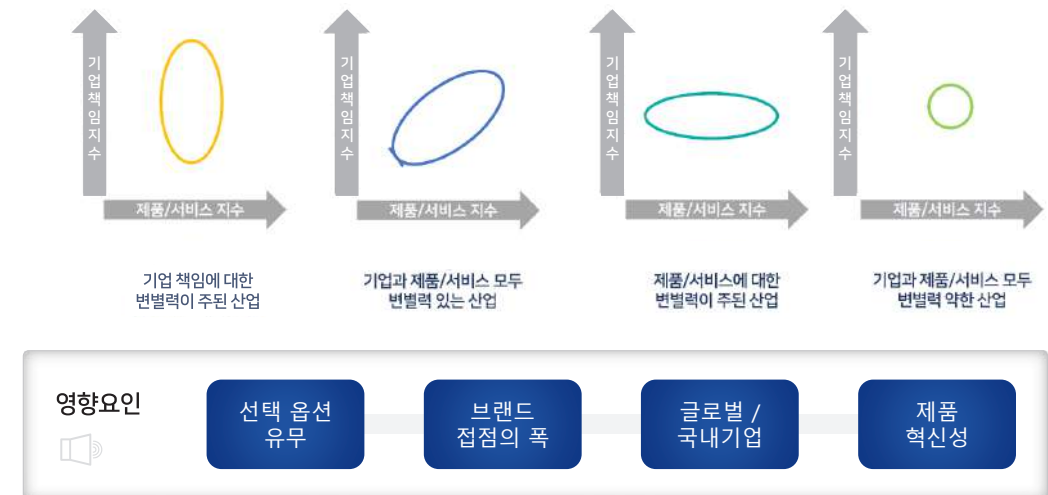 기업책임지수
제품/서비스 지수
기업 책임에 대한
변별력이 주된 산업
기업책임지수
제품/서비스 지수
기업과 제품/서비스 모두
변별력 있는 산업
기업책임지수
제품/서비스 지수
제품/서비스에 대한
변별력이 주된 산업
기업책임지수
제품/서비스 지수
기업과 제품/서비스 모두
변별력 약한 산업
영향요인
선택 옵션
유무
브랜드
접점의 폭
글로벌 /
국내기업
제품
혁신성